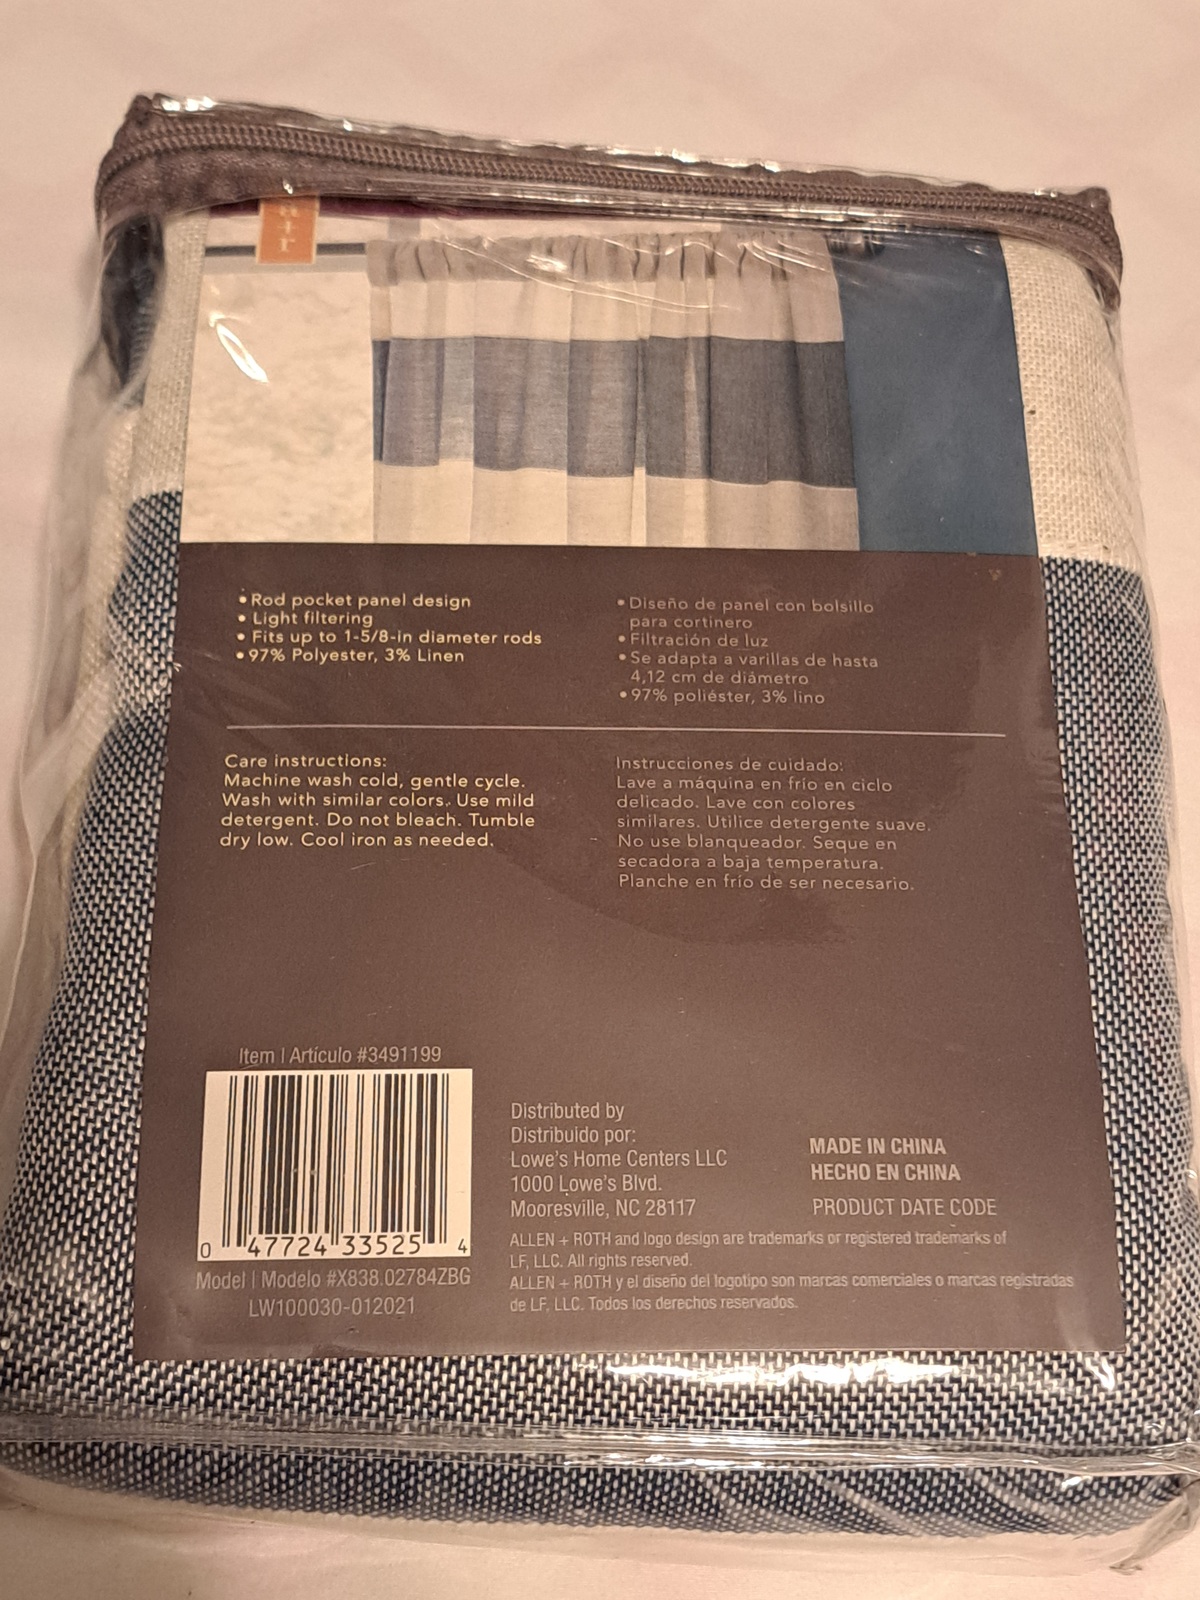 a+r
• Rod pocket panel design
• Light filtering
• Fits up to 1-5/8-in diameter rods
• 97% Polyester, 3% Linen
• Diseño de panel con bolsillo
para cortinero
• Filtración de luz
• Se adapta a varillas de hasta
4,12 cm de diámetro
• 97% poliéster, 3% lino
Care instructions:
Machine wash cold, gentle cycle.
Wash with similar colors. Use mild
detergent. Do not bleach. Tumble
dry low. Cool iron as needed.
Instrucciones de cuidado:
Lave a máquina en frío en ciclo
delicado. Lave con colores
similares. Utilice detergente suave.
No use blanqueador. Seque en
secadora a baja temperatura.
Planche en frío de ser necesario.
Item | Artículo #3491199
0 47724 33525 4
Model | Modelo #X838.02784ZBG
LW100030-012021
Distributed by
Distribuido por:
Lowe's Home Centers LLC
1000 Lowe's Blvd.
Mooresville, NC 28117
MADE IN CHINA
HECHO EN CHINA
PRODUCT DATE CODE
ALLEN + ROTH and logo design are trademarks or registered trademarks of
LF, LLC. All rights reserved.
ALLEN + ROTH y el diseño del logotipo son marcas comerciales o marcas registradas
de LF, LLC. Todos los derechos reservados.